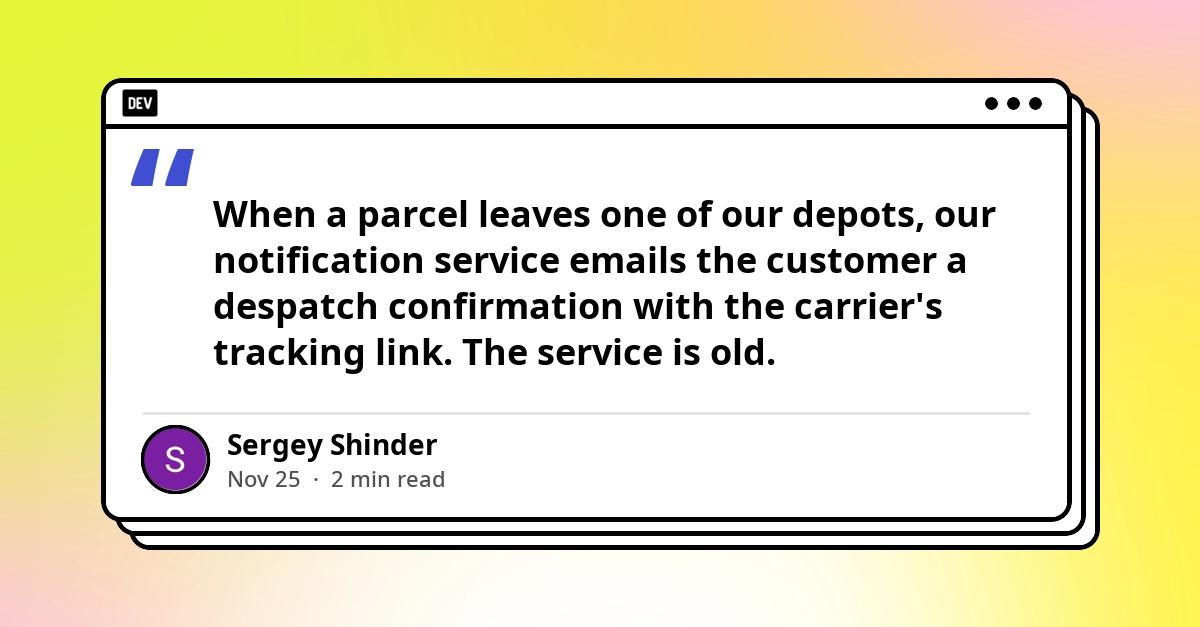 DEV
“
When a parcel leaves one of our depots, our
notification service emails the customer a
despatch confirmation with the carrier's
tracking link. The service is old.
S
Sergey Shinder
Nov 25 · 2 min read